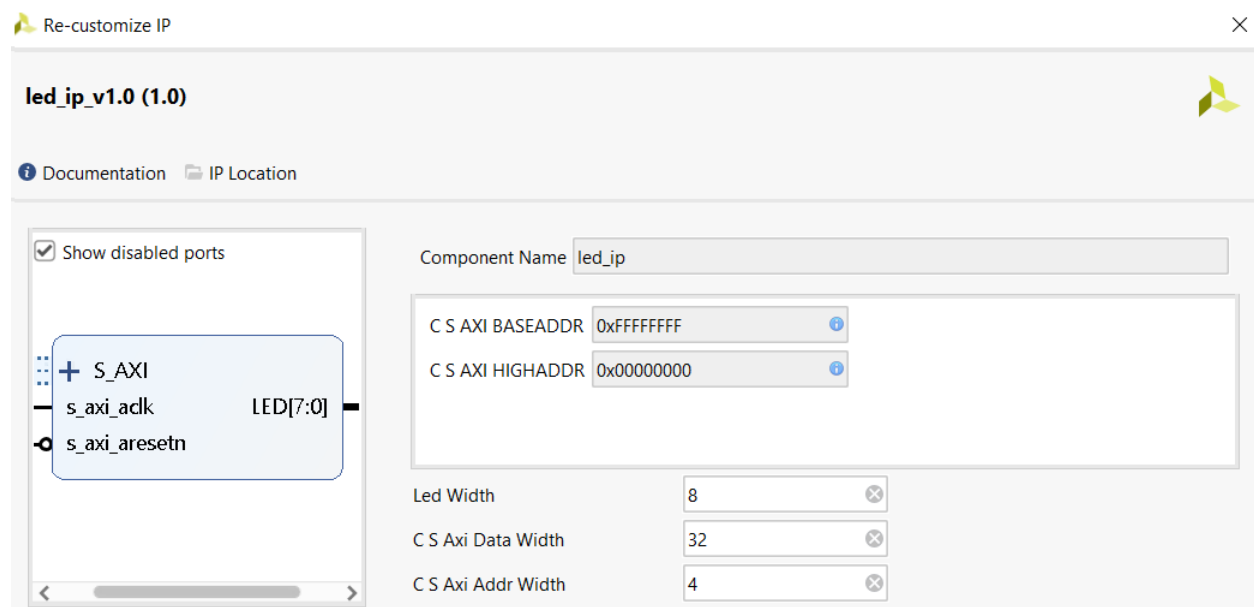 Re-customize IP
led_ip_v1.0 (1.0)
Documentation IP Location
Show disabled ports
S_AXI
s_axi_aclk LED[7:0]
s_axi_aresetn
Component Name led_ip
C S AXI BASEADDR 0xFFFFFFFF
C S AXI HIGHADDR 0x00000000
Led Width 8
C S Axi Data Width 32
C S Axi Addr Width 4